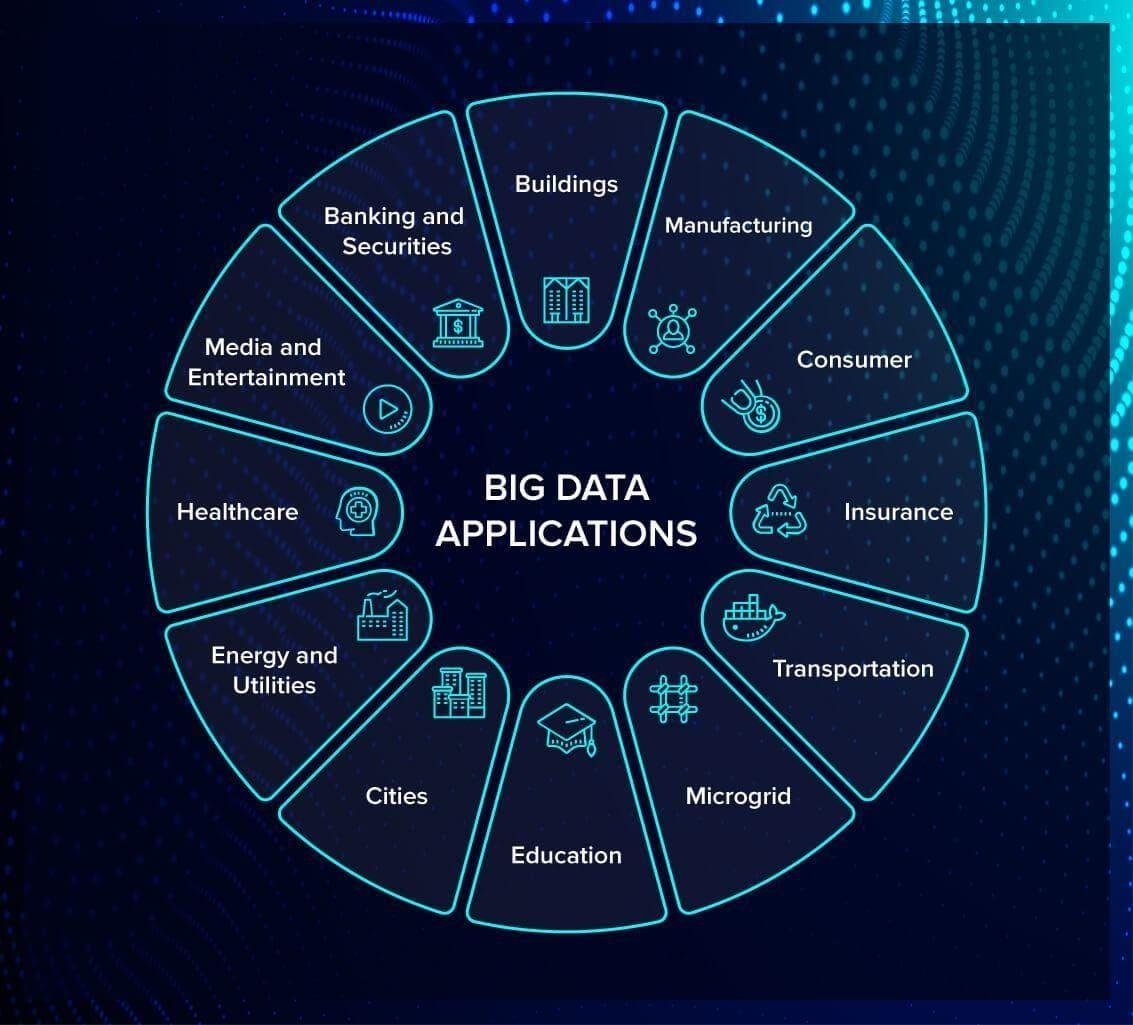 Buildings
Manufacturing
Consumer
Insurance
Transportation
Microgrid
Education
Cities
Energy and
Utilities
Healthcare
Media and
Entertainment
Banking and
Securities
BIG DATA
APPLICATIONS
$
$